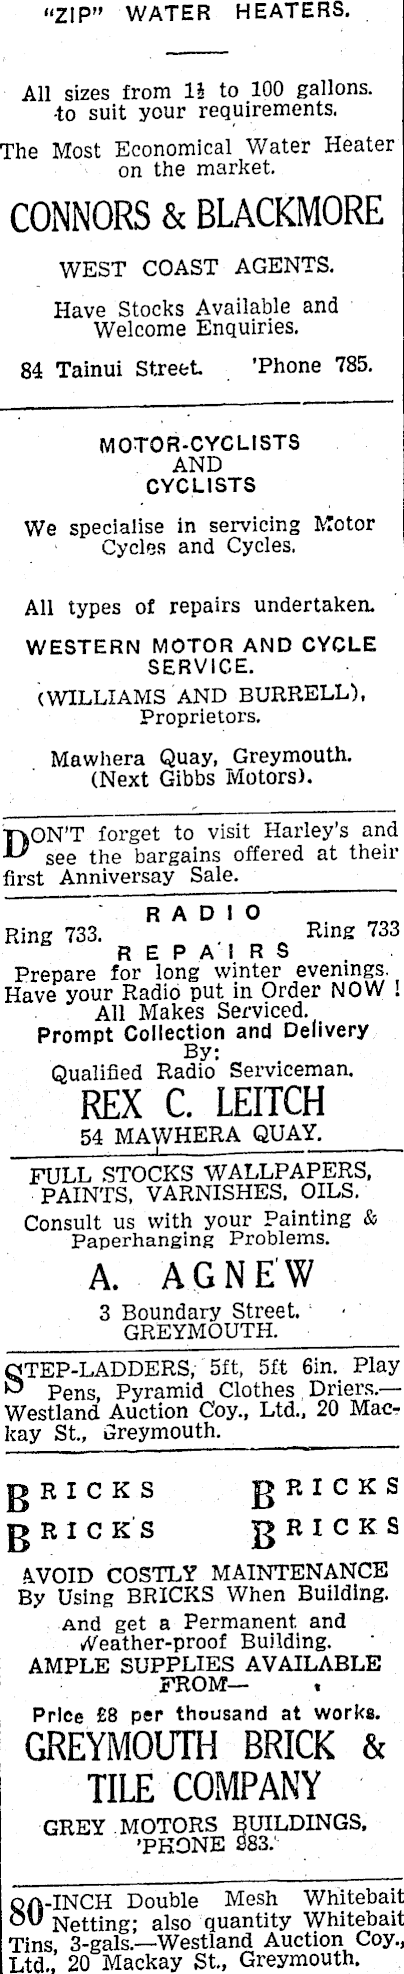 "ZIP" WATER HEATERS.
All sizes from 1½ to 100 gallons.
to suit your requirements.
The Most Economical Water Heater
on the market.
CONNORS & BLACKMORE
WEST COAST AGENTS.
Have Stocks Available and
Welcome Enquiries.
84 Tainui Street. 'Phone 785.
MOTOR-CYCLISTS
AND
CYCLISTS
We specialise in servicing Motor
Cycles and Cycles.
All types of repairs undertaken.
WESTERN MOTOR AND CYCLE
SERVICE.
(WILLIAMS AND BURRELL),
Proprietors.
Mawhera Quay, Greymouth.
(Next Gibbs Motors).
DON'T forget to visit Harley's and
see the bargains offered at their
first Anniversay Sale.
RADIO
Ring 733. Ring 733
REPAIRS
Prepare for long winter evenings.
Have your Radio put in Order NOW !
All Makes Serviced.
Prompt Collection and Delivery
By:
Qualified Radio Serviceman.
REX C. LEITCH
54 MAWHERA QUAY.
FULL STOCKS WALLPAPERS,
PAINTS, VARNISHES, OILS.
Consult us with your Painting &
Paperhanging Problems.
A. AGNEW
3 Boundary Street.
GREYMOUTH.
STEP-LADDERS, 5ft, 5ft 6in. Play
Pens, Pyramid Clothes Driers.—
Westland Auction Coy., Ltd., 20 Mac-
kay St., Greymouth.
BRICKS BRICKS
BRICKS BRICKS
AVOID COSTLY MAINTENANCE
By Using BRICKS When Building.
And get a Permanent and
Weather-proof Building.
AMPLE SUPPLIES AVAILABLE
FROM—
Price £8 per thousand at works.
GREYMOUTH BRICK &
TILE COMPANY
GREY MOTORS BUILDINGS,
'PHONE 983.
80-INCH Double Mesh Whitebait
Netting; also quantity Whitebait
Tins, 3-gals.—Westland Auction Coy.,
Ltd., 20 Mackay St., Greymouth.